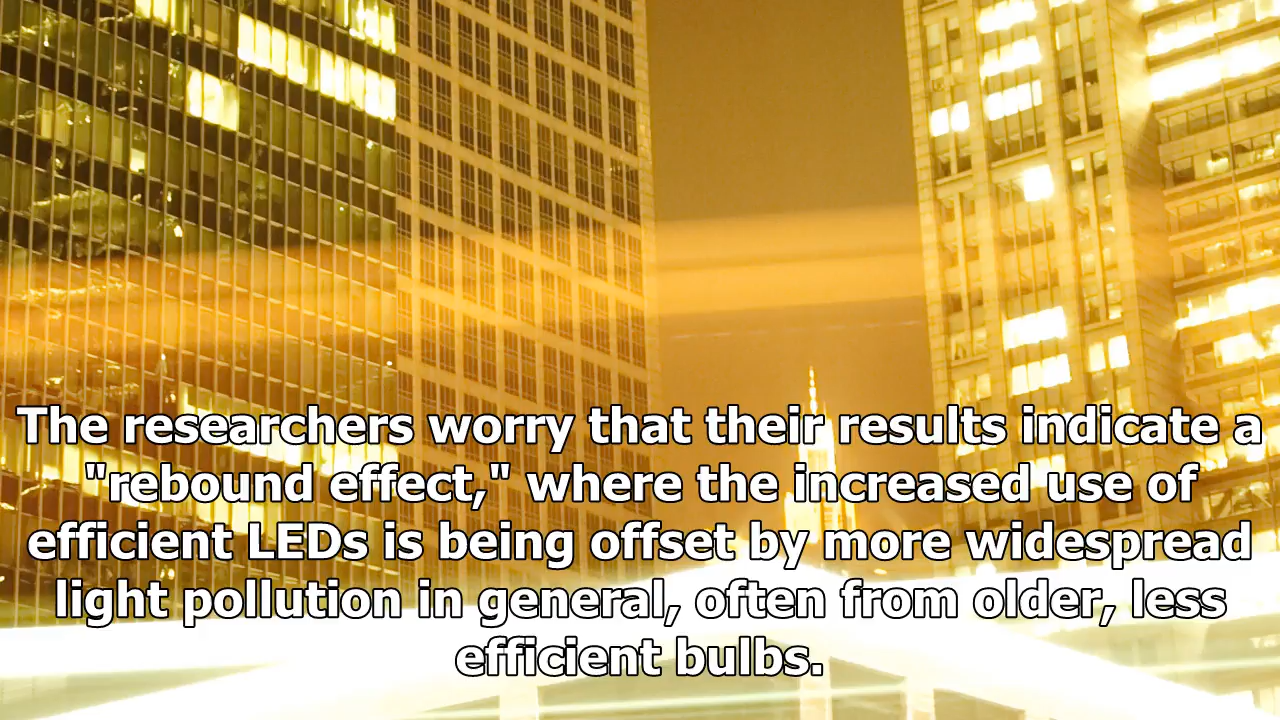 The researchers worry that their results indicate a
"rebound effect," where the increased use of
efficient LEDs is being offset by more widespread
light pollution in general, often from older, less
efficient bulbs.